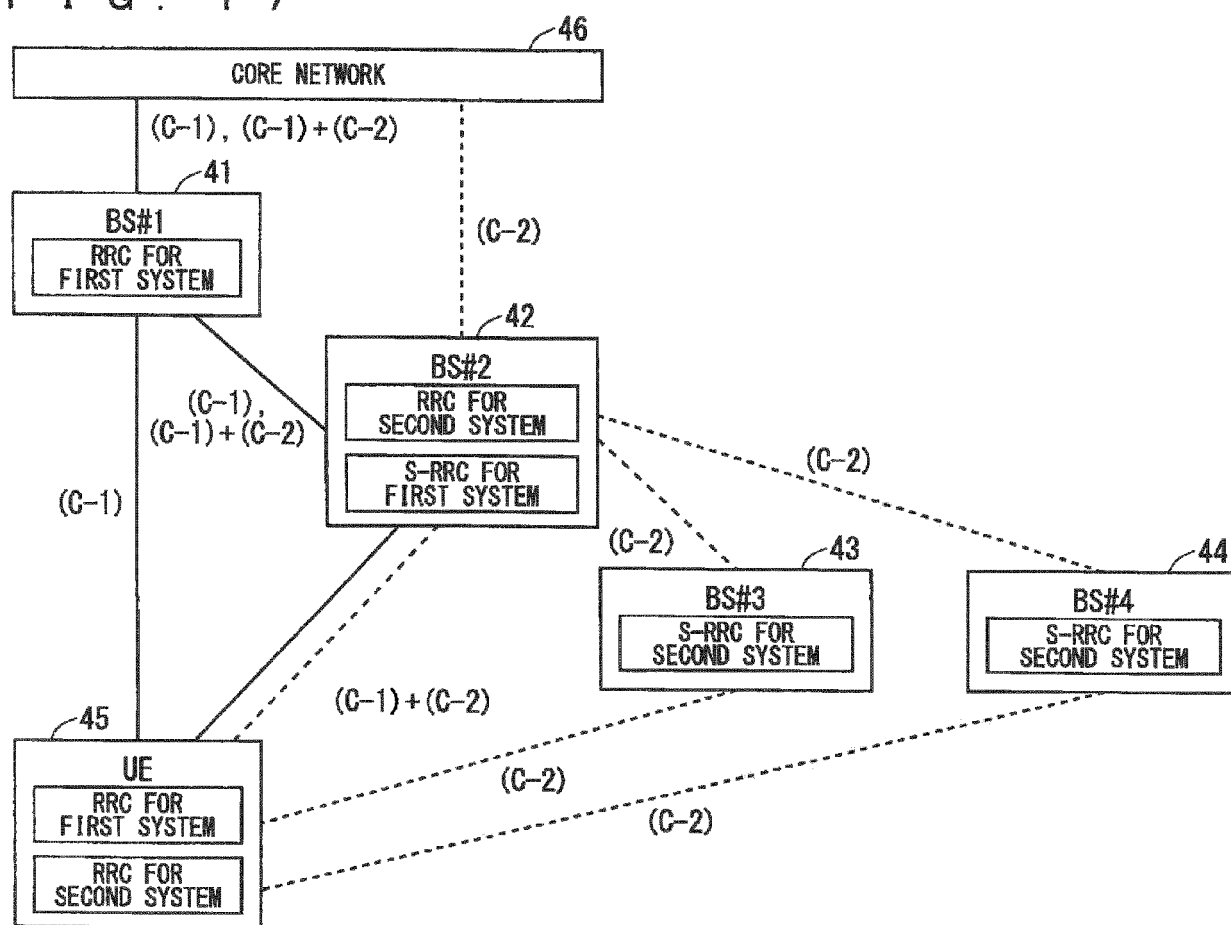 46
CORE NETWORK
(C-1), (C-1)+(C-2)
41
BS#1
RRC FOR
FIRST SYSTEM
(C-2)
42
BS#2
RRC FOR
SECOND SYSTEM
S-RRC FOR
FIRST SYSTEM
(C-1),
(C-1)+(C-2)
(C-1)
(C-2)
(C-2)
43
BS#3
S-RRC FOR
SECOND SYSTEM
44
BS#4
S-RRC FOR
SECOND SYSTEM
(C-1)+(C-2)
45
UE
RRC FOR
FIRST SYSTEM
RRC FOR
SECOND SYSTEM
(C-2)
(C-2)